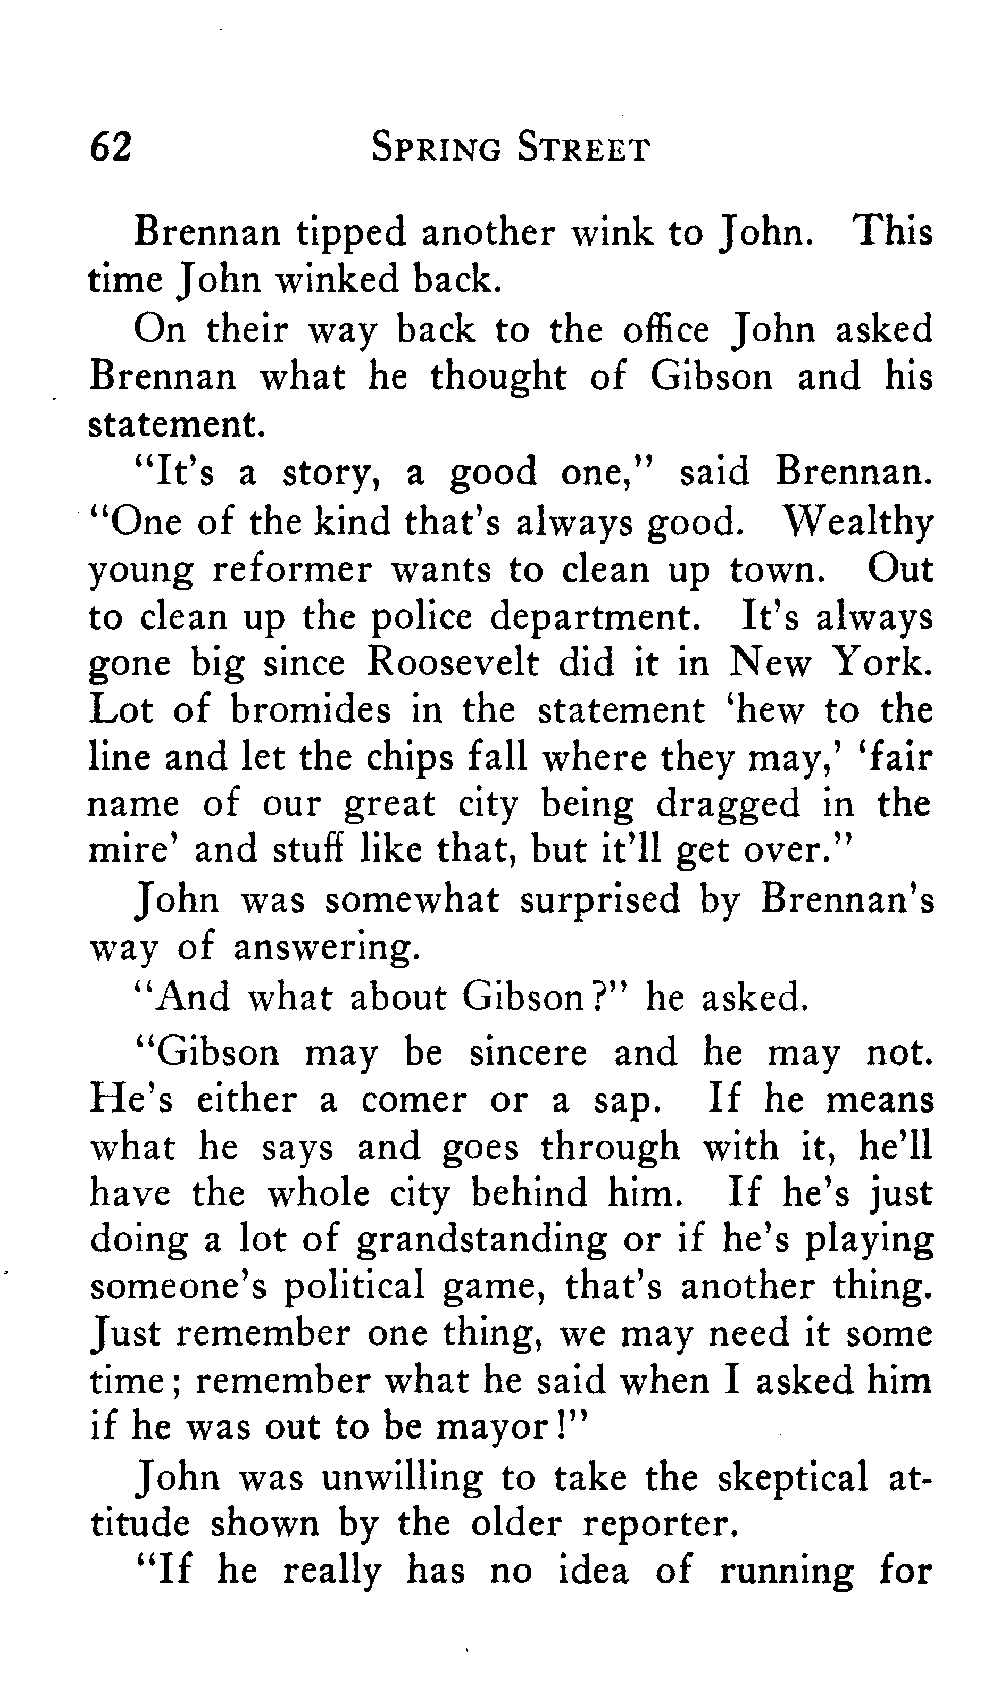 62 SPRING STREET
Brennan tipped another wink to John. This
time John winked back.
On their way back to the office John asked
Brennan what he thought of Gibson and his
statement.
“It’s a story, a good one,” said Brennan.
“One of the kind that’s always good. Wealthy
young reformer wants to clean up town. Out
to clean up the police department. It’s always
gone big since Roosevelt did it in New York.
Lot of bromides in the statement ‘hew to the
line and let the chips fall where they may,’ ‘fair
name of our great city being dragged in the
mire’ and stuff like that, but it’ll get over.”
John was somewhat surprised by Brennan’s
way of answering.
“And what about Gibson?” he asked.
“Gibson may be sincere and he may not.
He’s either a comer or a sap. If he means
what he says and goes through with it, he’ll
have the whole city behind him. If he’s just
doing a lot of grandstanding or if he’s playing
someone’s political game, that’s another thing.
Just remember one thing, we may need it some
time; remember what he said when I asked him
if he was out to be mayor!”
John was unwilling to take the skeptical at-
titude shown by the older reporter.
“If he really has no idea of running for